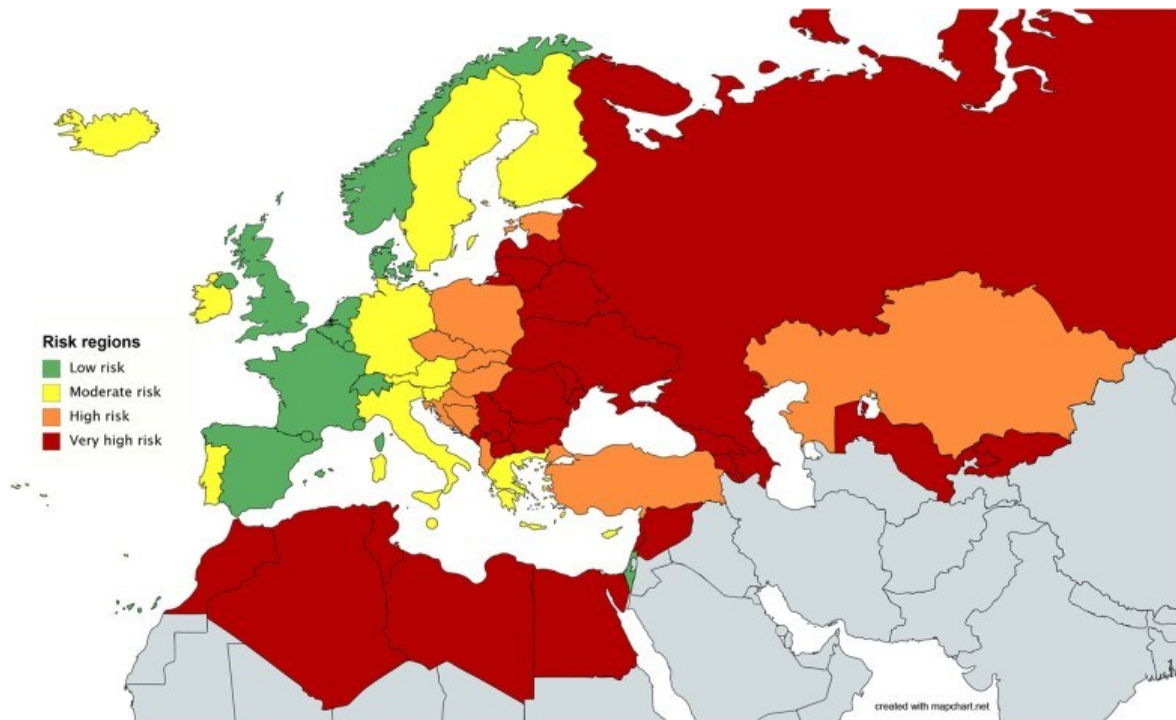 Risk regions
Low risk
Moderate risk
High risk
Very high risk
created with mapchart.net